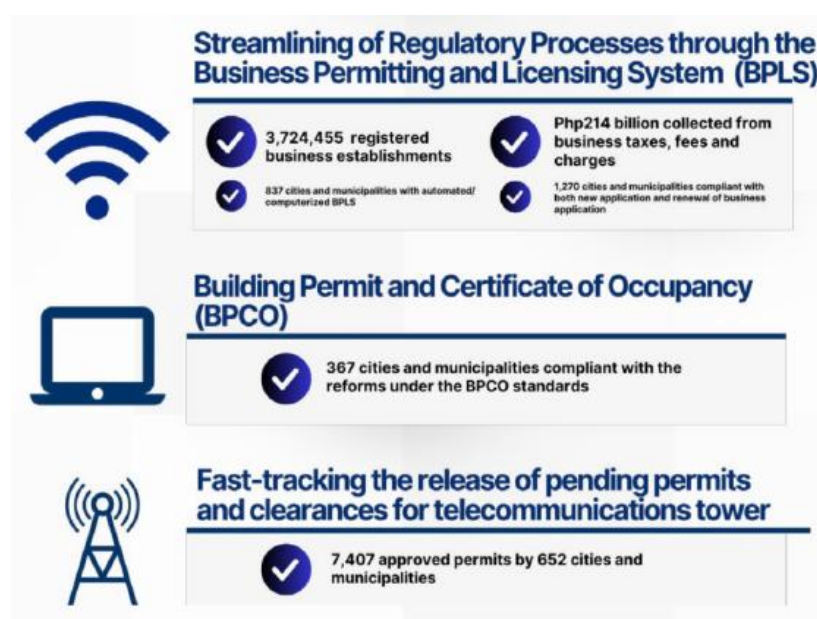 Streamlining of Regulatory Processes through the
Business Permitting and Licensing System (BPLS)
3,724,455 registered
business establishments
Php214 billion collected from
business taxes, fees and
charges
837 cities and municipalities with automated/
computerized BPLS
1,270 cities and municipalities compliant with
both new application and renewal of business
application
Building Permit and Certificate of Occupancy
(BPCO)
367 cities and municipalities compliant with the
reforms under the BPCO standards
Fast-tracking the release of pending permits
and clearances for telecommunications tower
7,407 approved permits by 652 cities and
municipalities